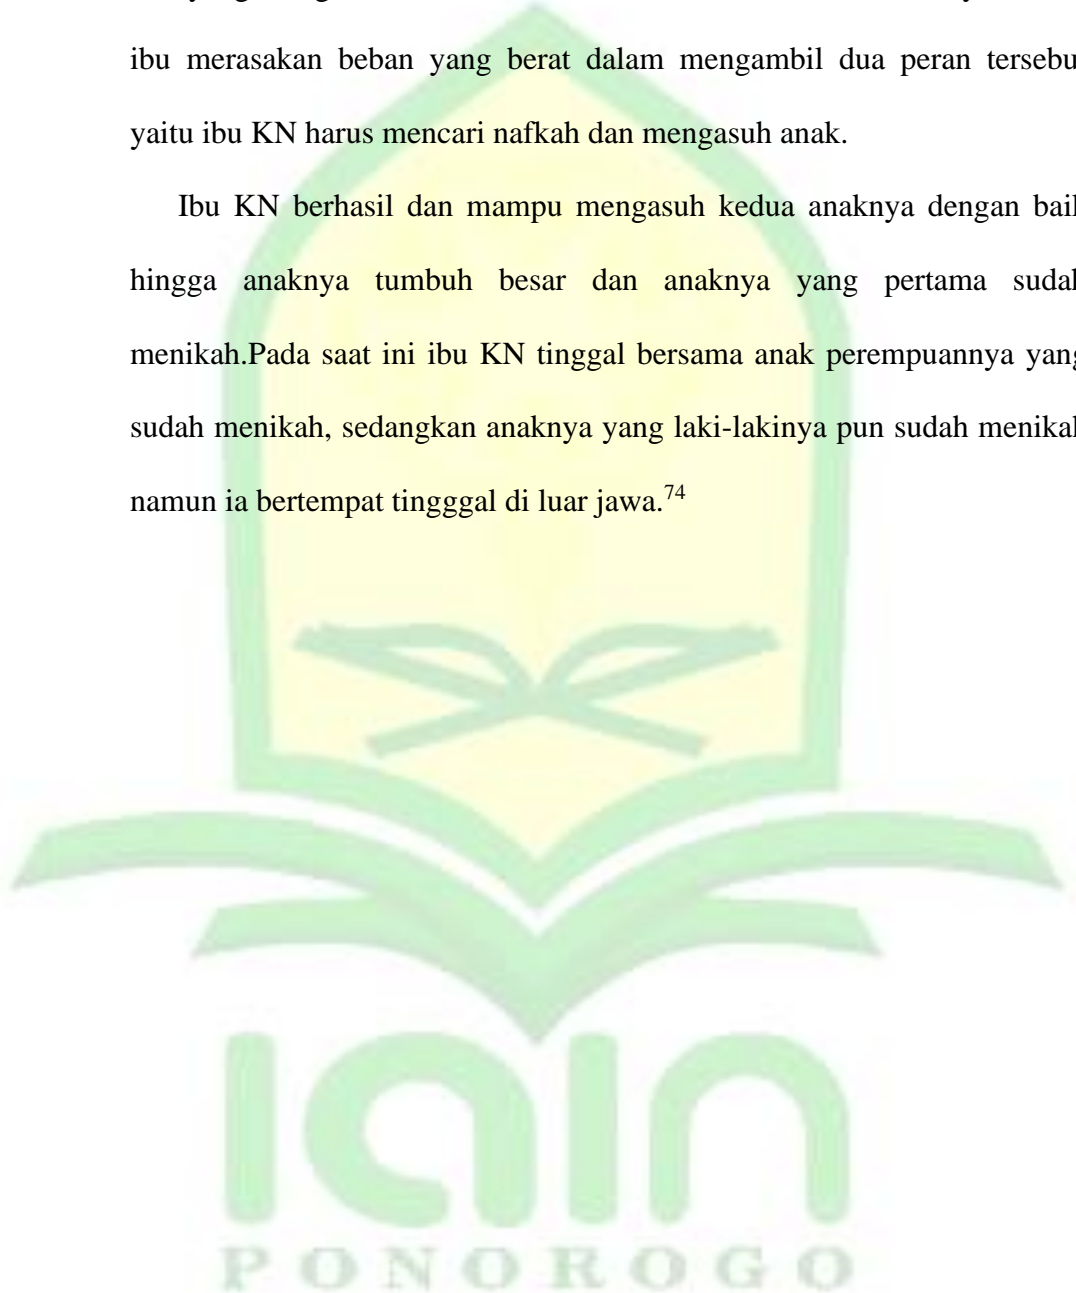 ibu merasakan beban yang berat dalam mengambil dua peran tersebu
yaitu ibu KN harus mencari nafkah dan mengasuh anak.
Ibu KN berhasil dan mampu mengasuh kedua anaknya dengan
hingga anaknya tumbuh besar dan anaknya yang pertama
menikah.Pada saat ini ibu KN tinggal bersama anak perempuannya yang
sudah menikah, sedangkan anaknya yang laki-lakinya pun sudah
namun ia bertempat tingggal di luar jawa.74
iain
PONOROGO